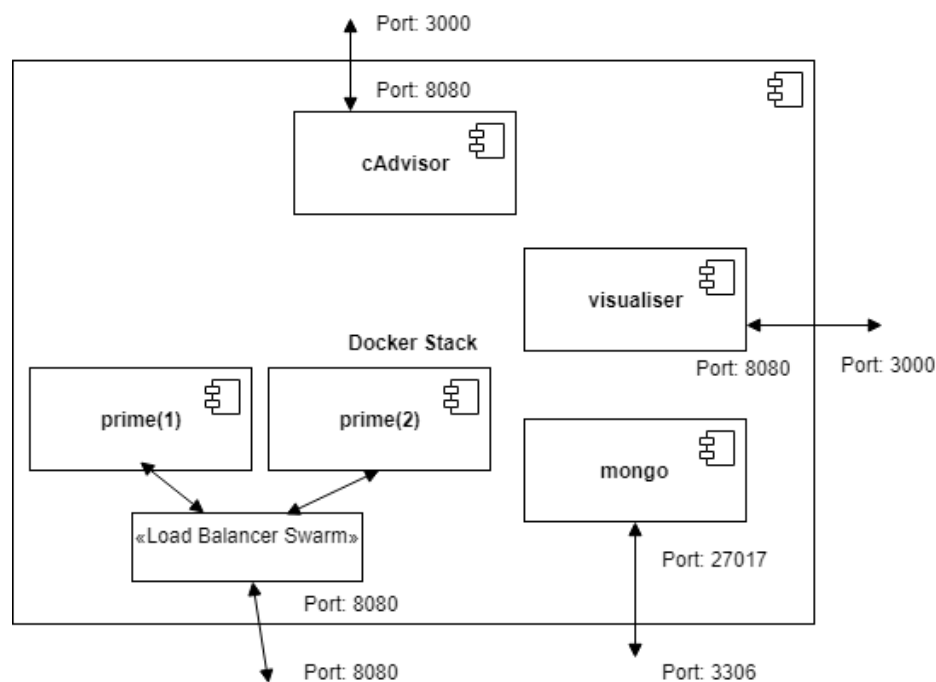 Port: 3000
Port: 8080
cAdvisor
visualiser
Docker Stack
Port: 8080
Port: 3000
prime(1)
prime(2)
mongo
«Load Balancer Swarm»
Port: 27017
Port: 8080
Port: 8080
Port: 3306